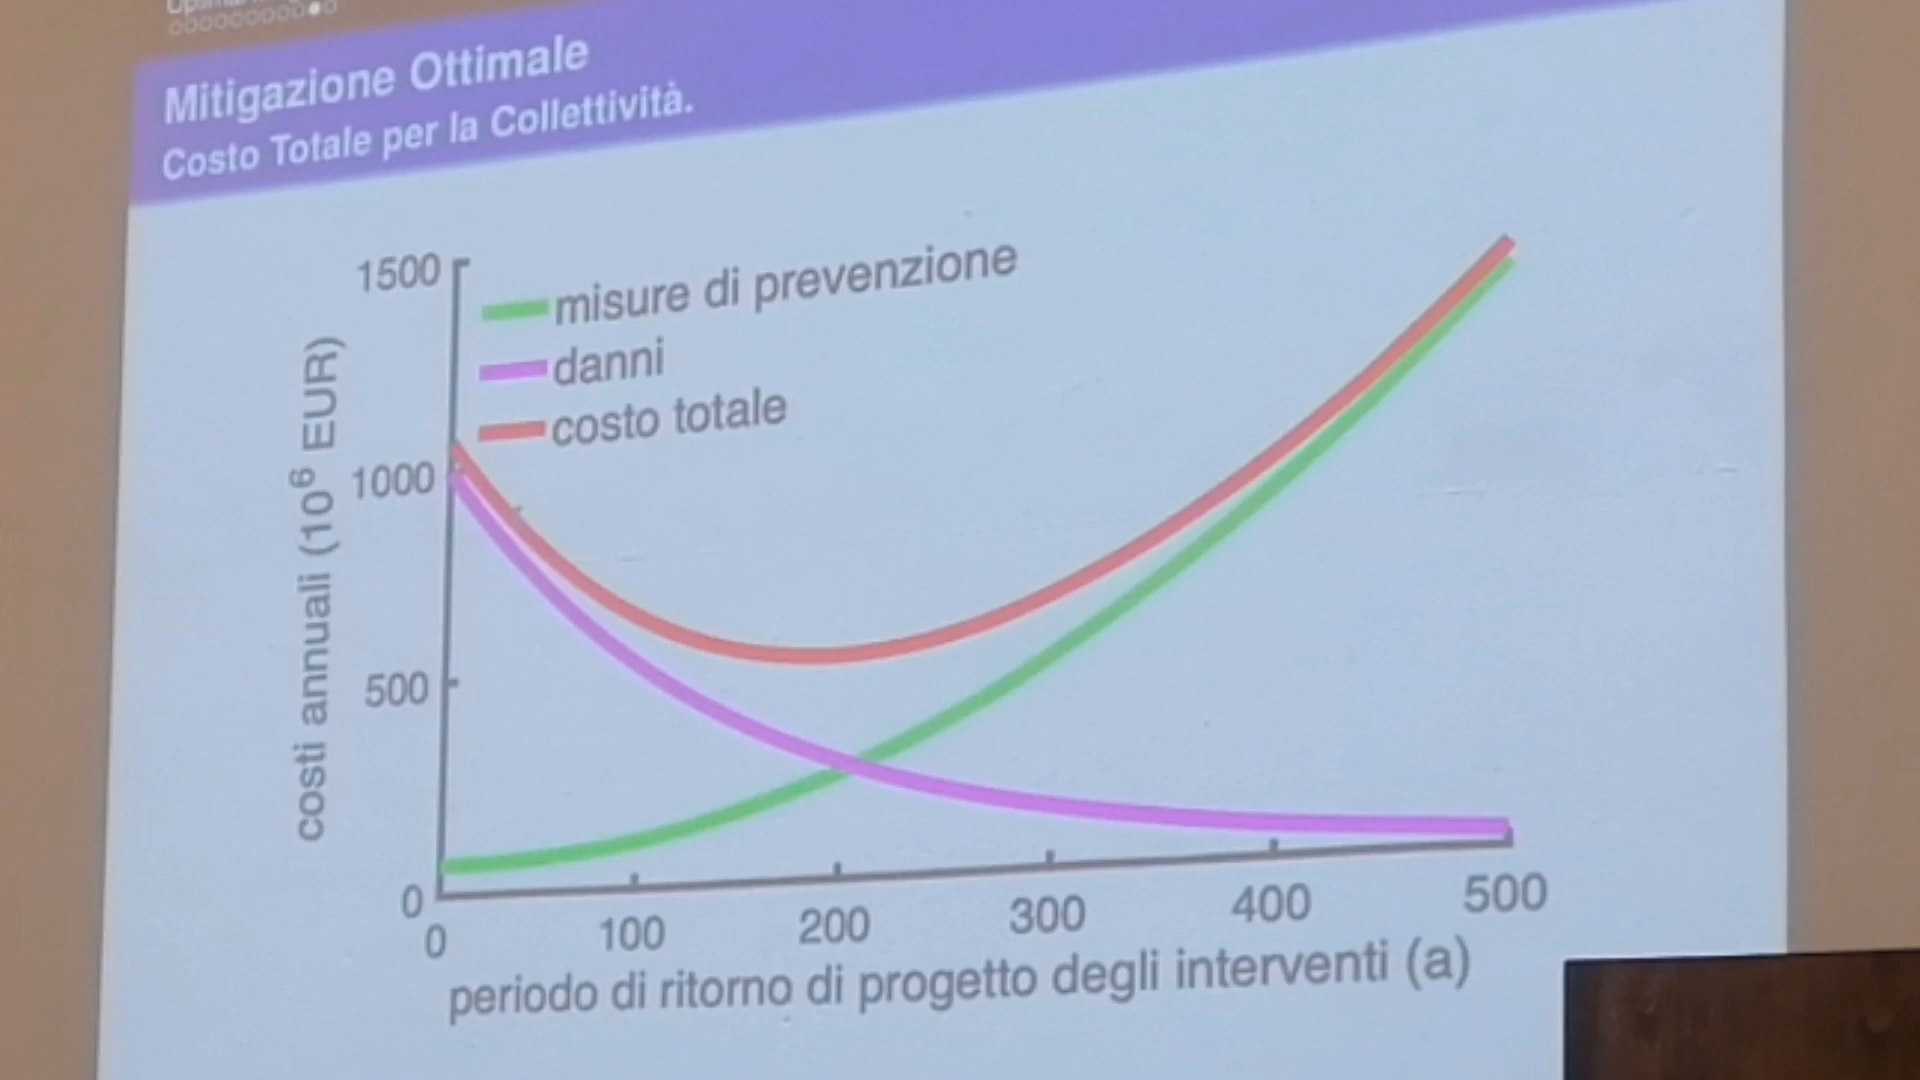 Mitigazione Ottimale
Costo Totale per la Collettività.
1500
misure di prevenzione
danni
costo totale
1000
500
0
costi annuali (10⁶ EUR)
0 100 200 300 400 500
periodo di ritorno di progetto degli interventi (a)